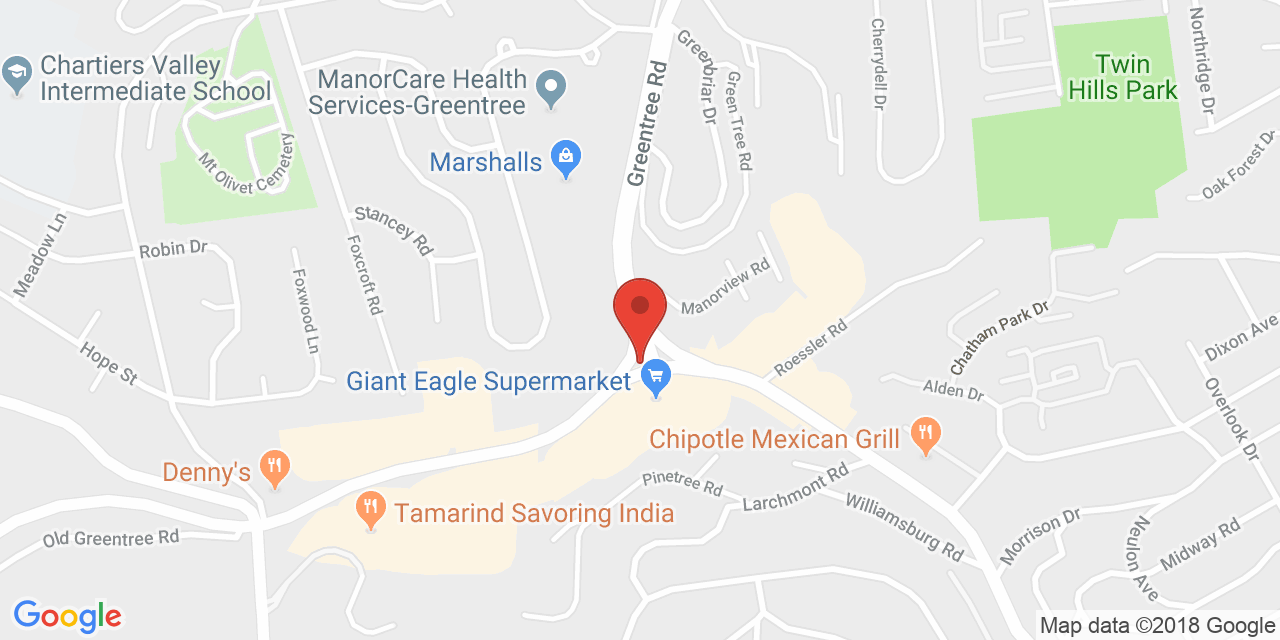 Chartiers Valley
Intermediate School
ManorCare Health
Services-Greentree
Marshalls
Greentree Rd
Greenbriar Dr
Green Tree Rd
Cherrydell Dr
Twin
Hills Park
Northridge Dr
Oak Forest Dr
Mt Olivet Cemetery
Stancey Rd
Meadow Ln
Robin Dr
Foxcroft Rd
Foxwood Ln
Manorview Rd
Roessler Rd
Chatham Park Dr
Dixon Ave
Hope St
Giant Eagle Supermarket
Alden Dr
Overlook Dr
Chipotle Mexican Grill
Denny's
Pinetree Rd
Larchmont Rd
Tamarind Savoring India
Williamsburg Rd
Morrison Dr
Neulon Ave
Midway Rd
Old Greentree Rd
Google
Map data ©2018 Google